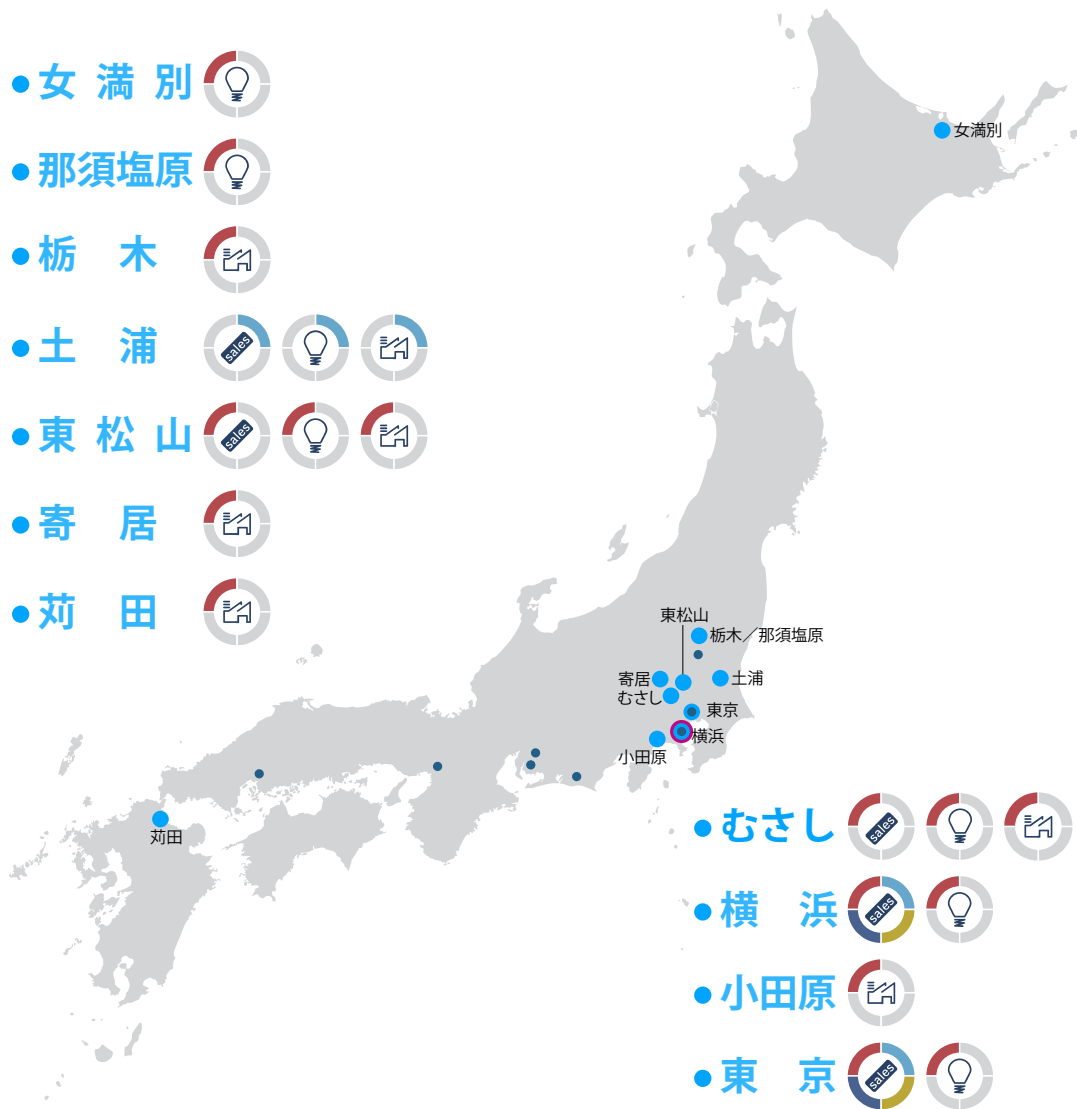 女満別
那須塩原
栃木
土浦
sales
東松山
sales
寄居
苅田
女満別
東松山
栃木／那須塩原
寄居
土浦
むさし
東京
横浜
小田原
苅田
むさし
sales
横浜
sales
小田原
東京
sales